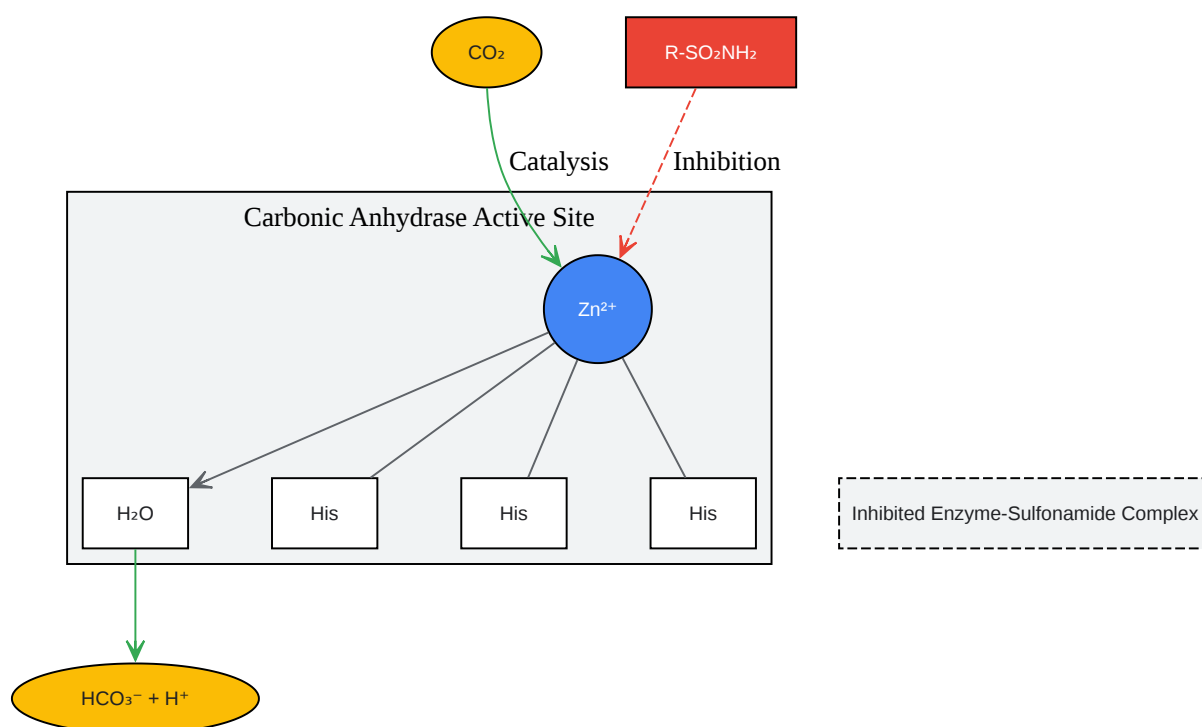 CO₂
R-SO₂NH₂
Catalysis
Inhibition
Carbonic Anhydrase Active Site
Zn²⁺
H₂O
His
His
His
Inhibited Enzyme-Sulfonamide Complex
HCO₃⁻ + H⁺